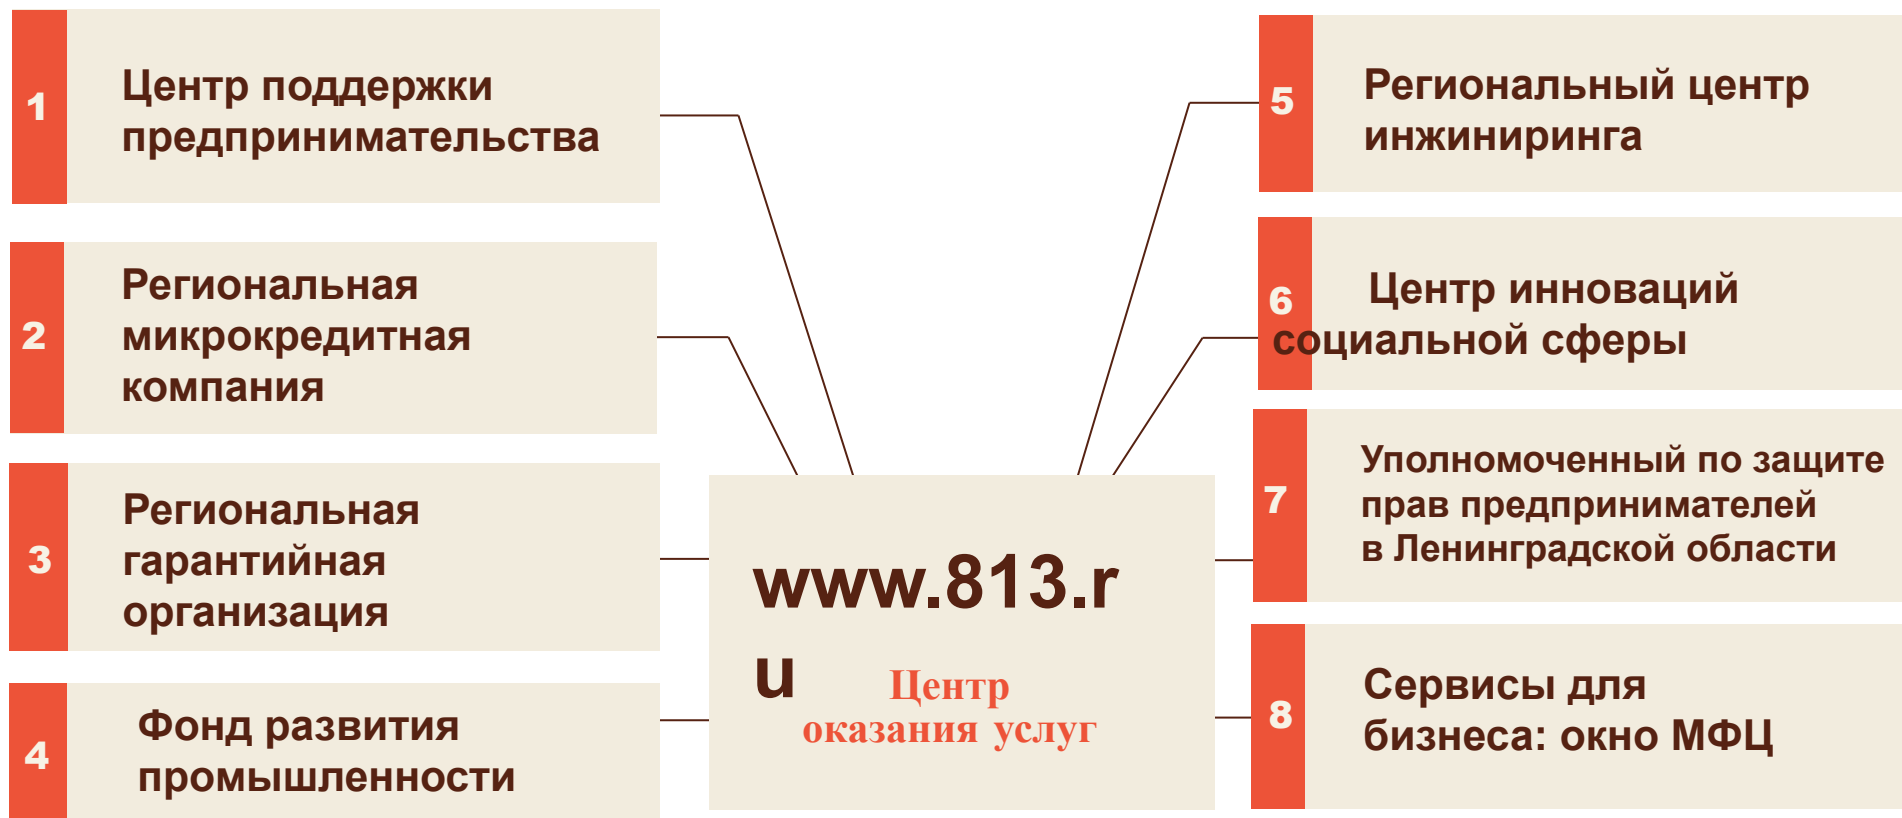 1
Центр поддержки
предпринимательства
2
Региональная
микрокредитная
компания
3
Региональная
гарантийная
организация
4
Фонд развития
промышленности
www.813.r
u
Центр
оказания услуг
5
Региональный центр
инжиниринга
6
Центр инноваций
социальной сферы
7
Уполномоченный по защите
прав предпринимателей
в Ленинградской области
8
Сервисы для
бизнеса: окно МФЦ